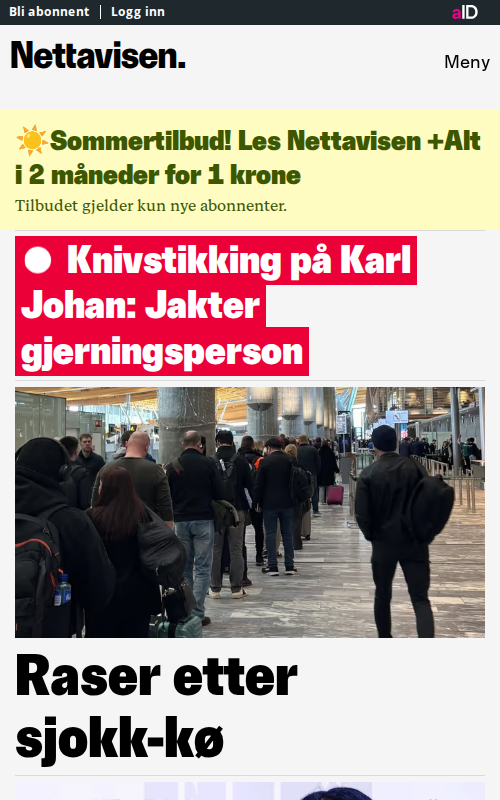 Bli abonnent | Logg inn
aID
Nettavisen.
Meny
☀️Sommertilbud! Les Nettavisen +Alt
i 2 måneder for 1 krone
Tilbudet gjelder kun nye abonnenter.
Knivstikking på Karl
Johan: Jakter
gjerningsperson
Raser etter
sjokk-kø